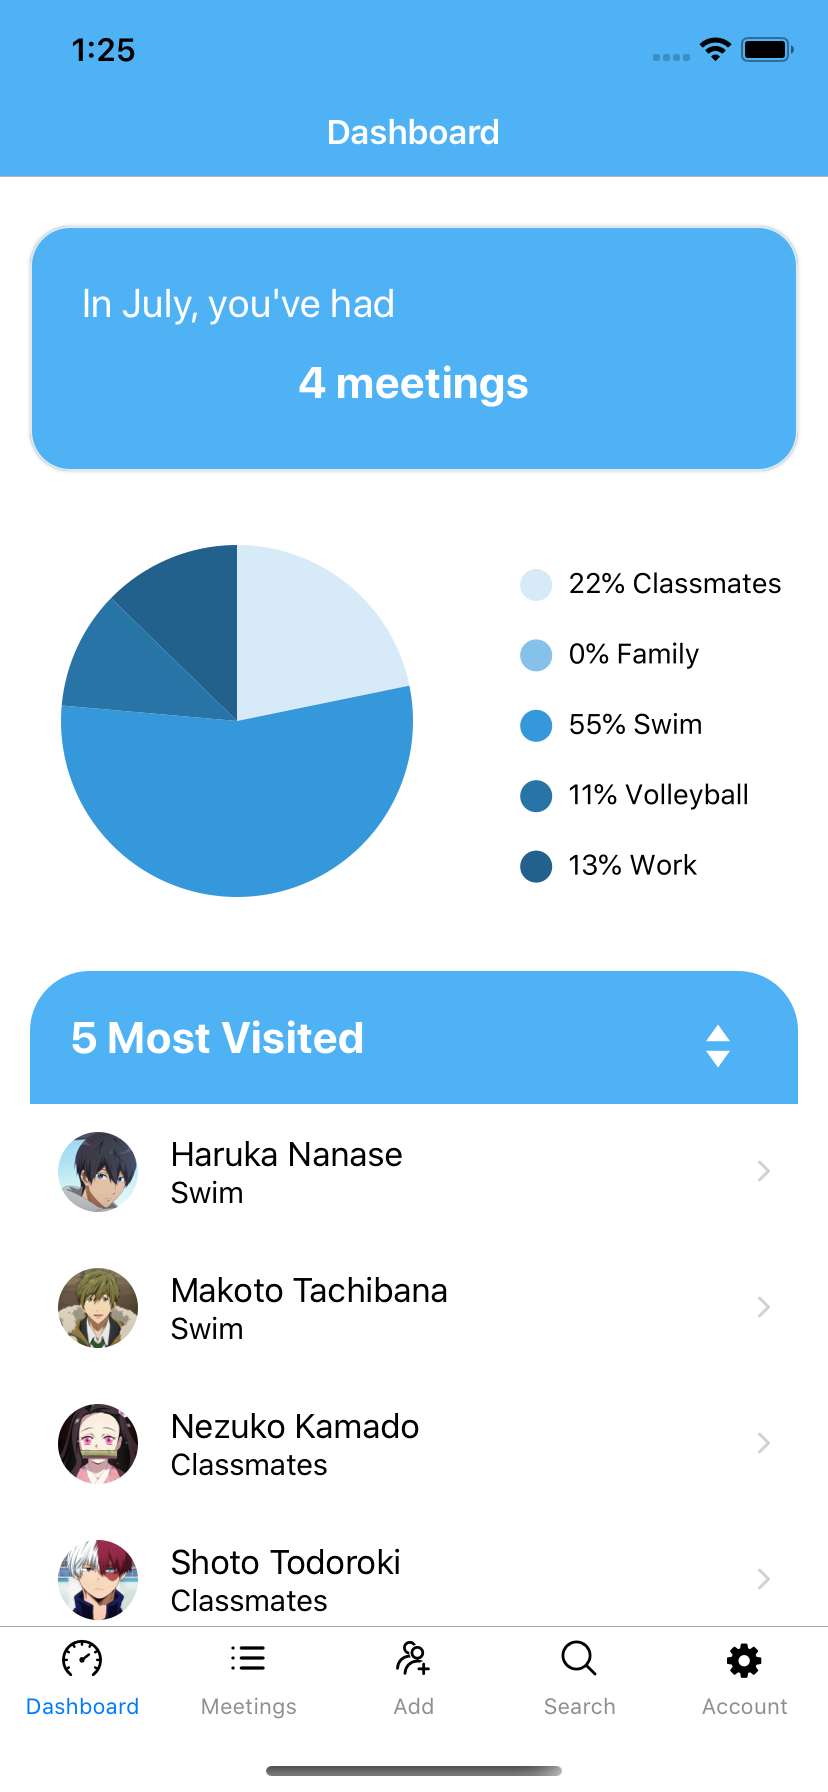 1:25
Dashboard
In July, you've had
4 meetings
22% Classmates
0% Family
55% Swim
11% Volleyball
13% Work
5 Most Visited
Haruka Nanase
Swim
Makoto Tachibana
Swim
Nezuko Kamado
Classmates
Shoto Todoroki
Classmates
Dashboard
Meetings
Add
Search
Account